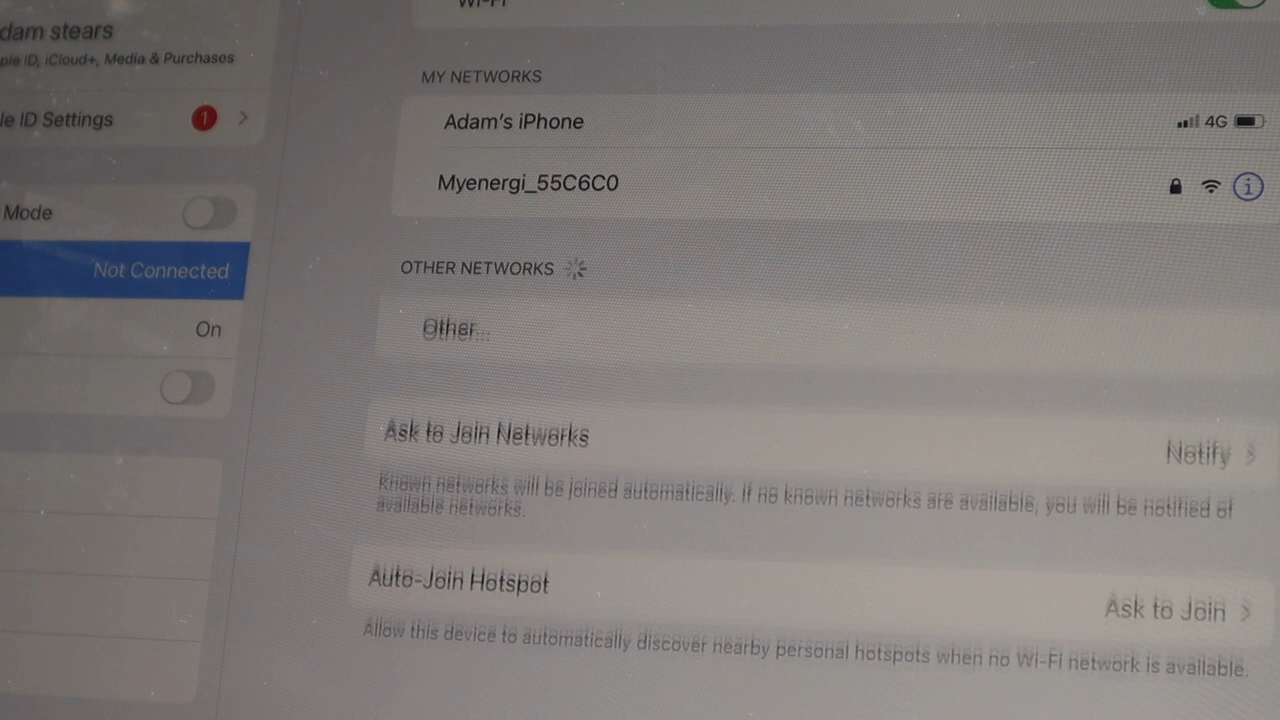 dam stears
ple ID, iCloud+, Media & Purchases
le ID Settings
1
Mode
Not Connected
On
Wi-Fi
MY NETWORKS
Adam's iPhone
4G
Myenergi_55C6C0
OTHER NETWORKS
Other...
Ask to Join Networks
Notify
Known networks will be joined automatically. If no known networks are available, you will be notified of
available networks.
Auto-Join Hotspot
Ask to Join
Allow this device to automatically discover nearby personal hotspots when no Wi-Fi network is available.